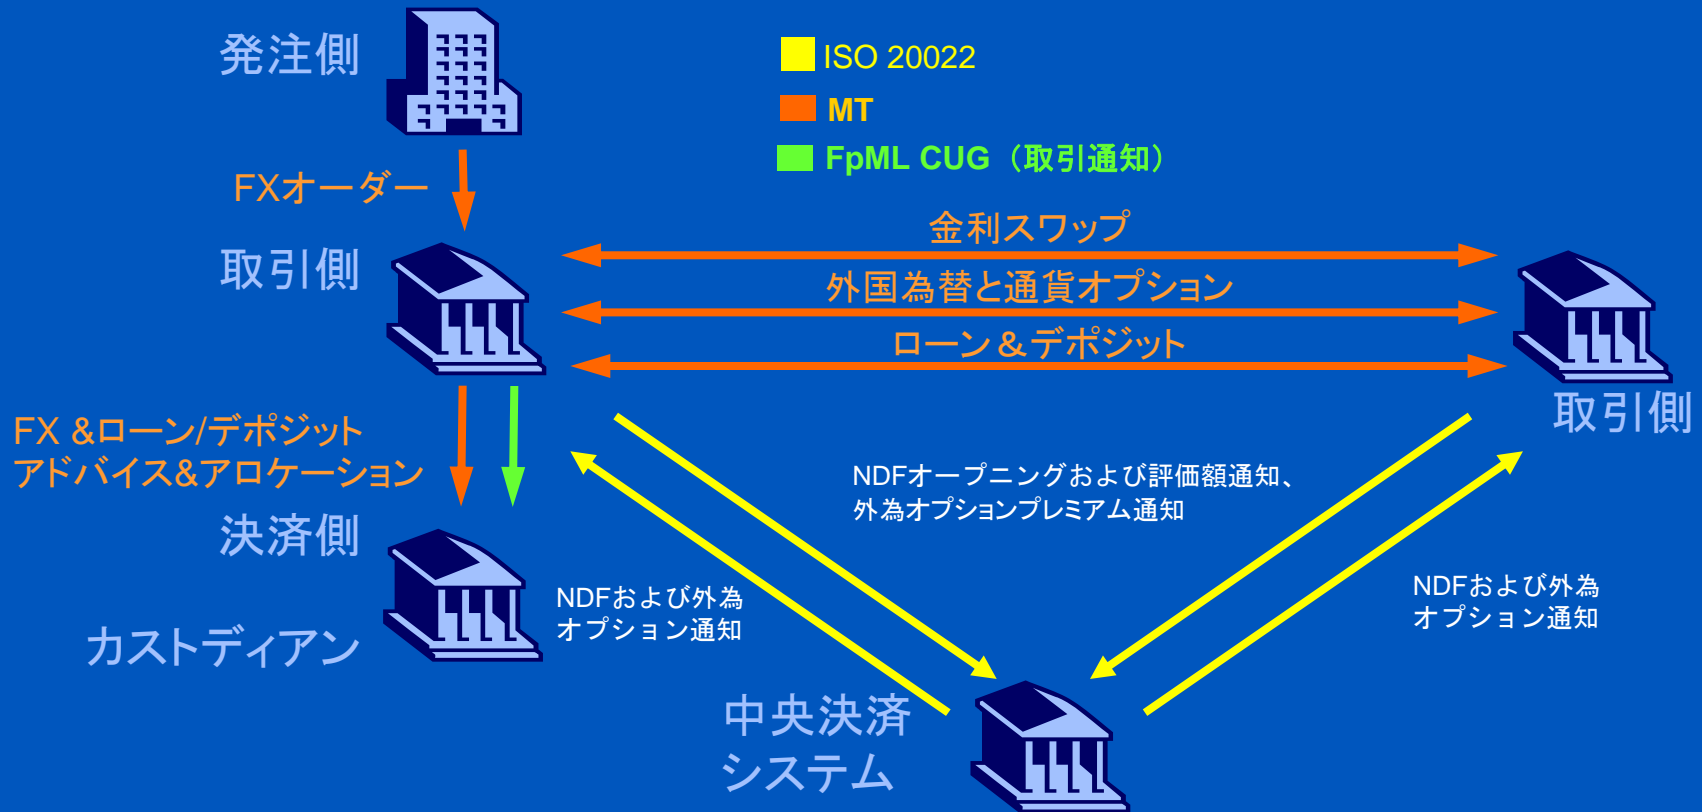 発注側
ISO 20022
MT
FpML CUG（取引通知）
FXオーダー
取引側
金利スワップ
外国為替と通貨オプション
ローン＆デポジット
取引側
FX &ローン/デポジット
アドバイス&アロケーション
NDFオープニングおよび評価額通知、
外為オプションプレミアム通知
決済側
カストディアン
NDFおよび外為
オプション通知
NDFおよび外為
オプション通知
中央決済
システム